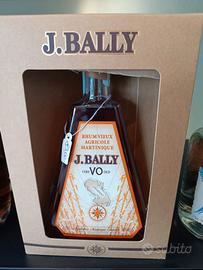 J.BALLY
RHUM VIEUX
AGRICOLE
MARTINIQUE
J.BALLY
VO
subito